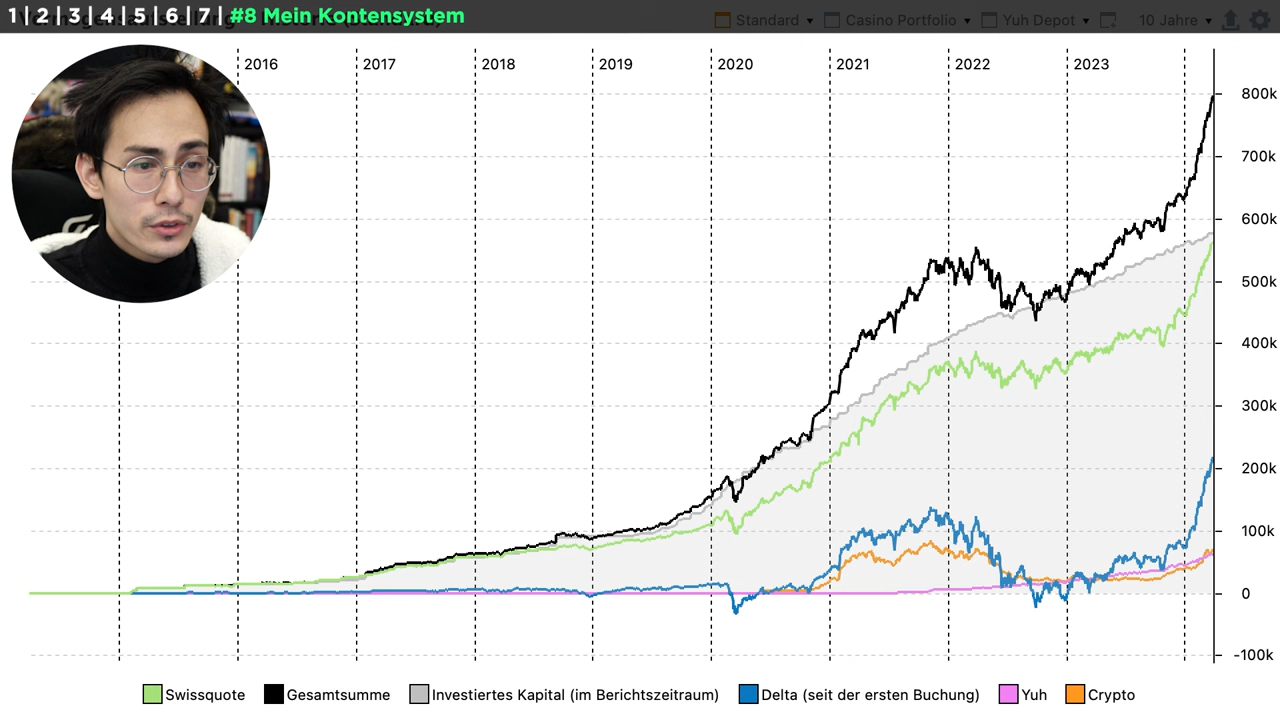 1 | 2 | 3 | 4 | 5 | 6 | 7 | #8 Mein Kontensystem
Standard Casino Portfolio Yuh Depot 10 Jahre
2016 2017 2018 2019 2020 2021 2022 2023
800k
700k
600k
500k
400k
300k
200k
100k
0
-100k
Swissquote Gesamtsumme Investiertes Kapital (im Berichtszeitraum) Delta (seit der ersten Buchung) Yuh Crypto